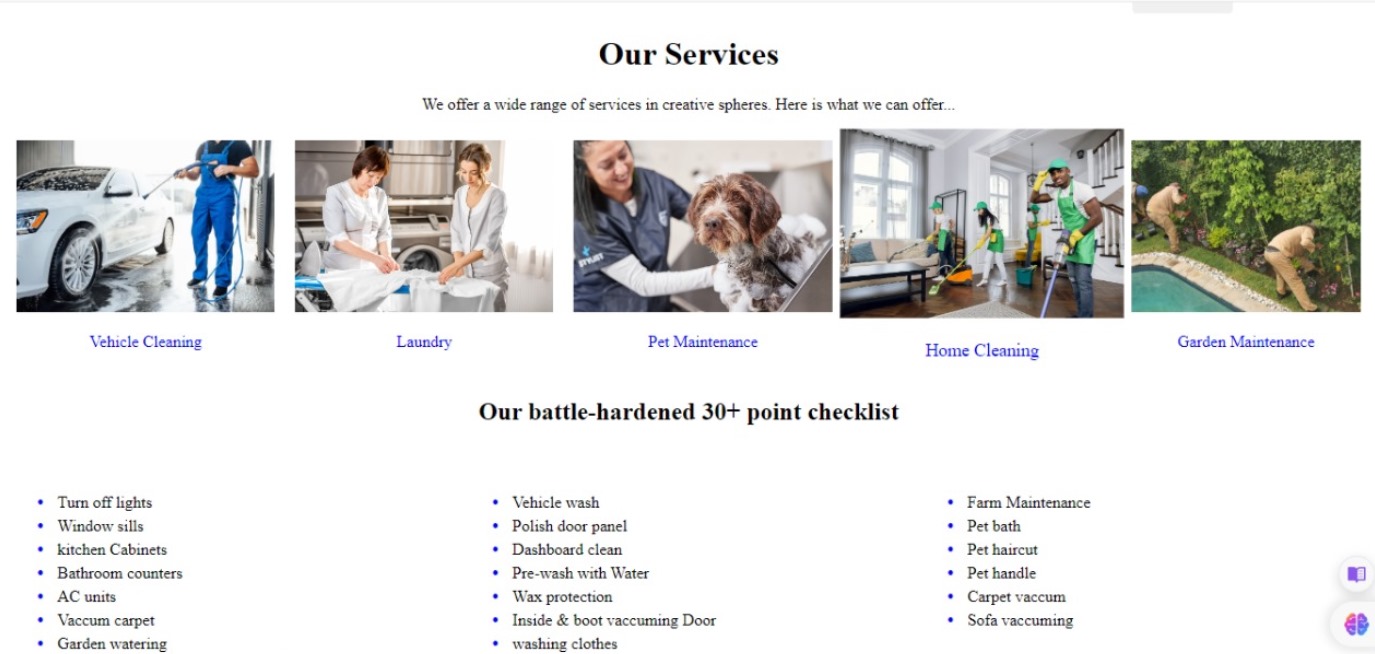 Our Services
We offer a wide range of services in creative spheres. Here is what we can offer...
STYLIST
Vehicle Cleaning
Laundry
Pet Maintenance
Home Cleaning
Garden Maintenance
Our battle-hardened 30+ point checklist
Turn off lights
Window sills
kitchen Cabinets
Bathroom counters
AC units
Vaccum carpet
Garden watering
Vehicle wash
Polish door panel
Dashboard clean
Pre-wash with Water
Wax protection
Inside & boot vaccuming Door
washing clothes
Farm Maintenance
Pet bath
Pet haircut
Pet handle
Carpet vaccum
Sofa vaccuming